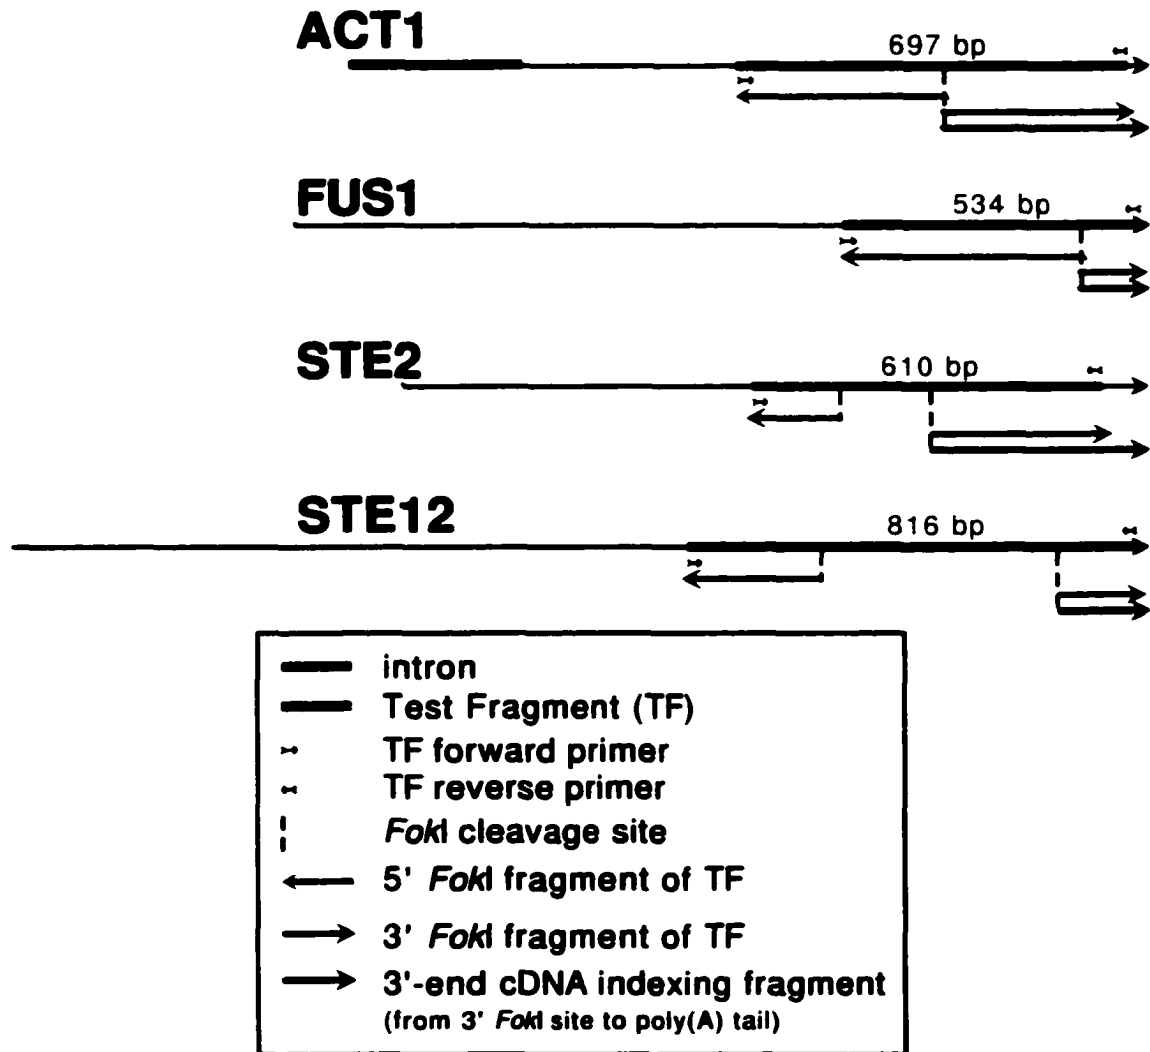 ACT1
697 bp
FUS1
534 bp
STE2
610 bp
STE12
816 bp
intron
Test Fragment (TF)
TF forward primer
TF reverse primer
FokI cleavage site
5' FokI fragment of TF
3' FokI fragment of TF
3'-end cDNA indexing fragment
(from 3' FokI site to poly(A) tail)